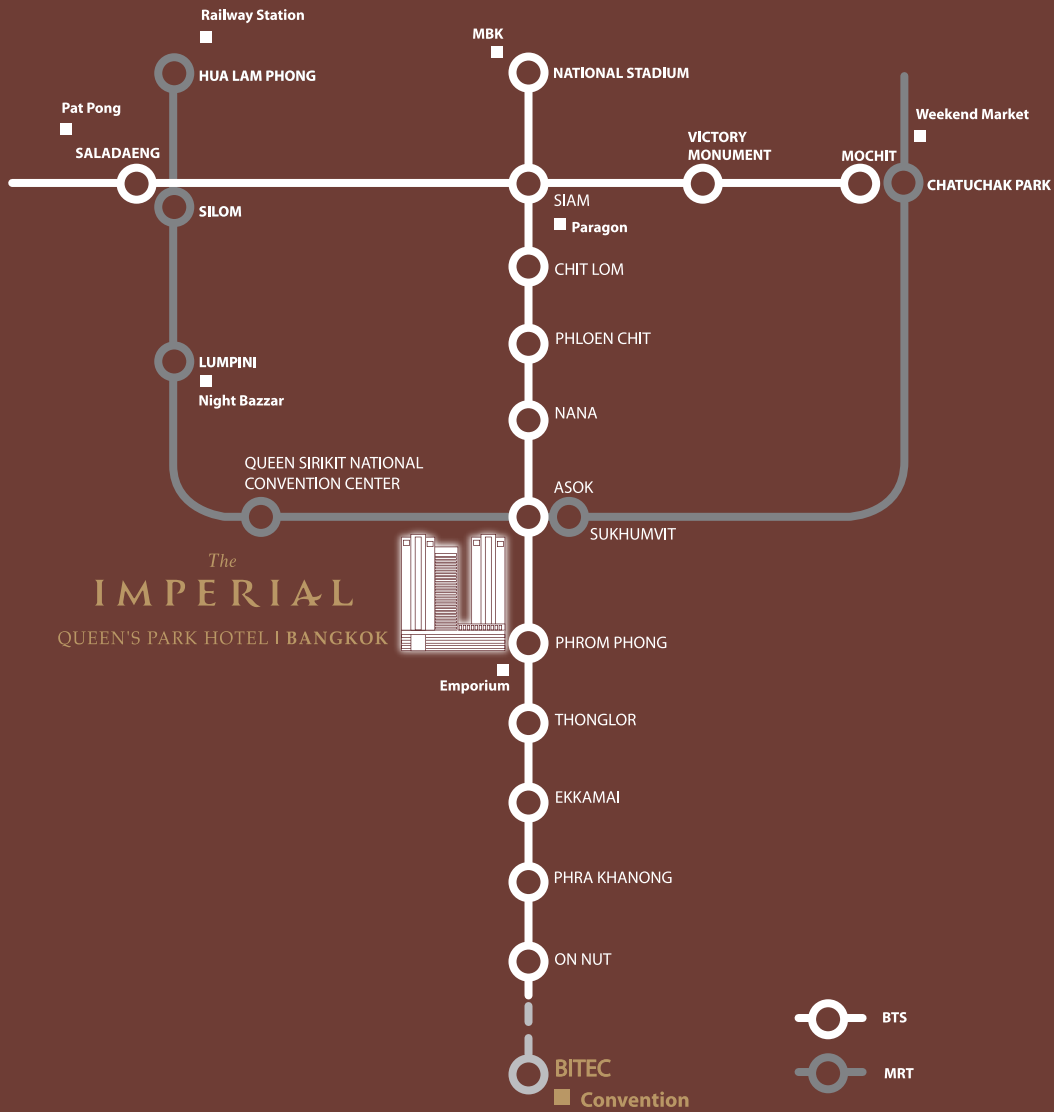 Railway Station
HUA LAM PHONG
MBK
NATIONAL STADIUM
Pat Pong
SALADAENG
SILOM
SIAM
Paragon
VICTORY
MONUMENT
MOCHIT
Weekend Market
CHATUCHAK PARK
CHIT LOM
PHLOEN CHIT
LUMPINI
Night Bazzar
NANA
QUEEN SIRIKIT NATIONAL
CONVENTION CENTER
ASOK
SUKHUMVIT
The
IMPERIAL
QUEEN'S PARK HOTEL | BANGKOK
PHROM PHONG
Emporium
THONGLOR
EKKAMAI
PHRA KHANONG
ON NUT
BITEC
Convention
BTS
MRT